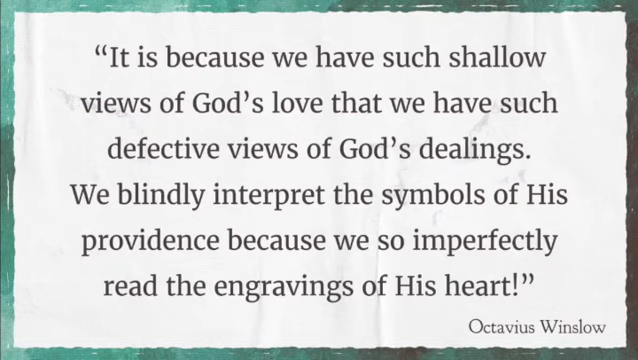 “It is because we have such shallow
views of God’s love that we have such
defective views of God’s dealings.
We blindly interpret the symbols of His
providence because we so imperfectly
read the engravings of His heart!”
Octavius Winslow